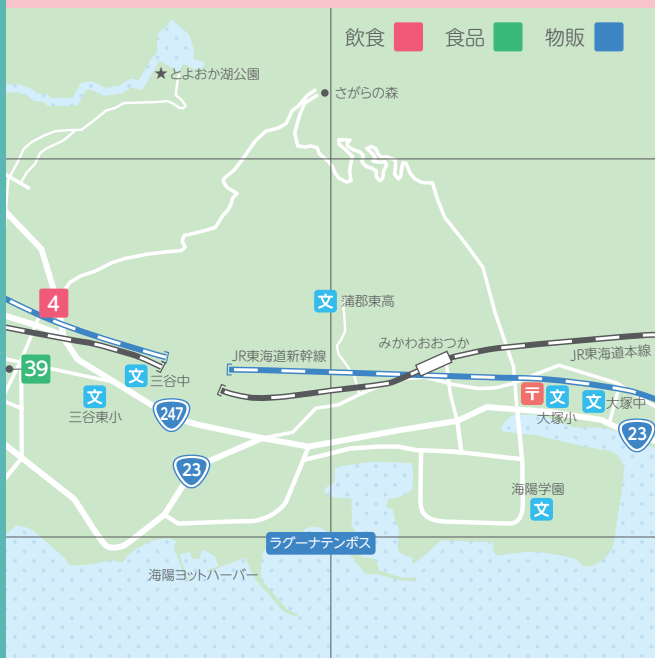 飲食 食品 物販
★とよおか湖公園
さがらの森
4
文 蒲郡東高
みかわおおつか
JR東海道新幹線
JR東海道本線
39
文 三谷中
文
三谷東小
247
〒 文 文 大塚中
大塚小
23
23
海陽学園
文
ラグーナテンボス
海陽ヨットハーバー